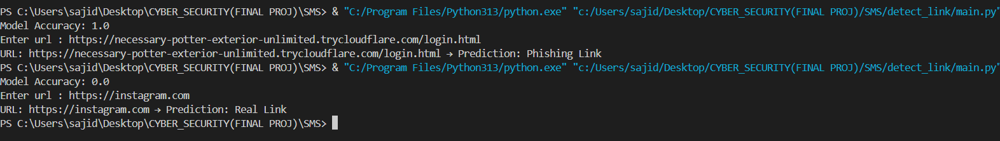 PS C:\Users\sajid\Desktop\CYBER_SECURITY(FINAL PROJ)\SMS> & "C:/Program Files/Python313/python.exe" "c:/Users/sajid/Desktop/CYBER_SECURITY(FINAL PROJ)/SMS/detect_link/main.py"
Model Accuracy: 1.0
Enter url : https://necessary-potter-exterior-unlimited.trycloudflare.com/login.html
URL: https://necessary-potter-exterior-unlimited.trycloudflare.com/login.html → Prediction: Phishing Link
PS C:\Users\sajid\Desktop\CYBER_SECURITY(FINAL PROJ)\SMS> & "C:/Program Files/Python313/python.exe" "c:/Users/sajid/Desktop/CYBER_SECURITY(FINAL PROJ)/SMS/detect_link/main.py"
Model Accuracy: 0.0
Enter url : https://instagram.com
URL: https://instagram.com → Prediction: Real Link
PS C:\Users\sajid\Desktop\CYBER_SECURITY(FINAL PROJ)\SMS>